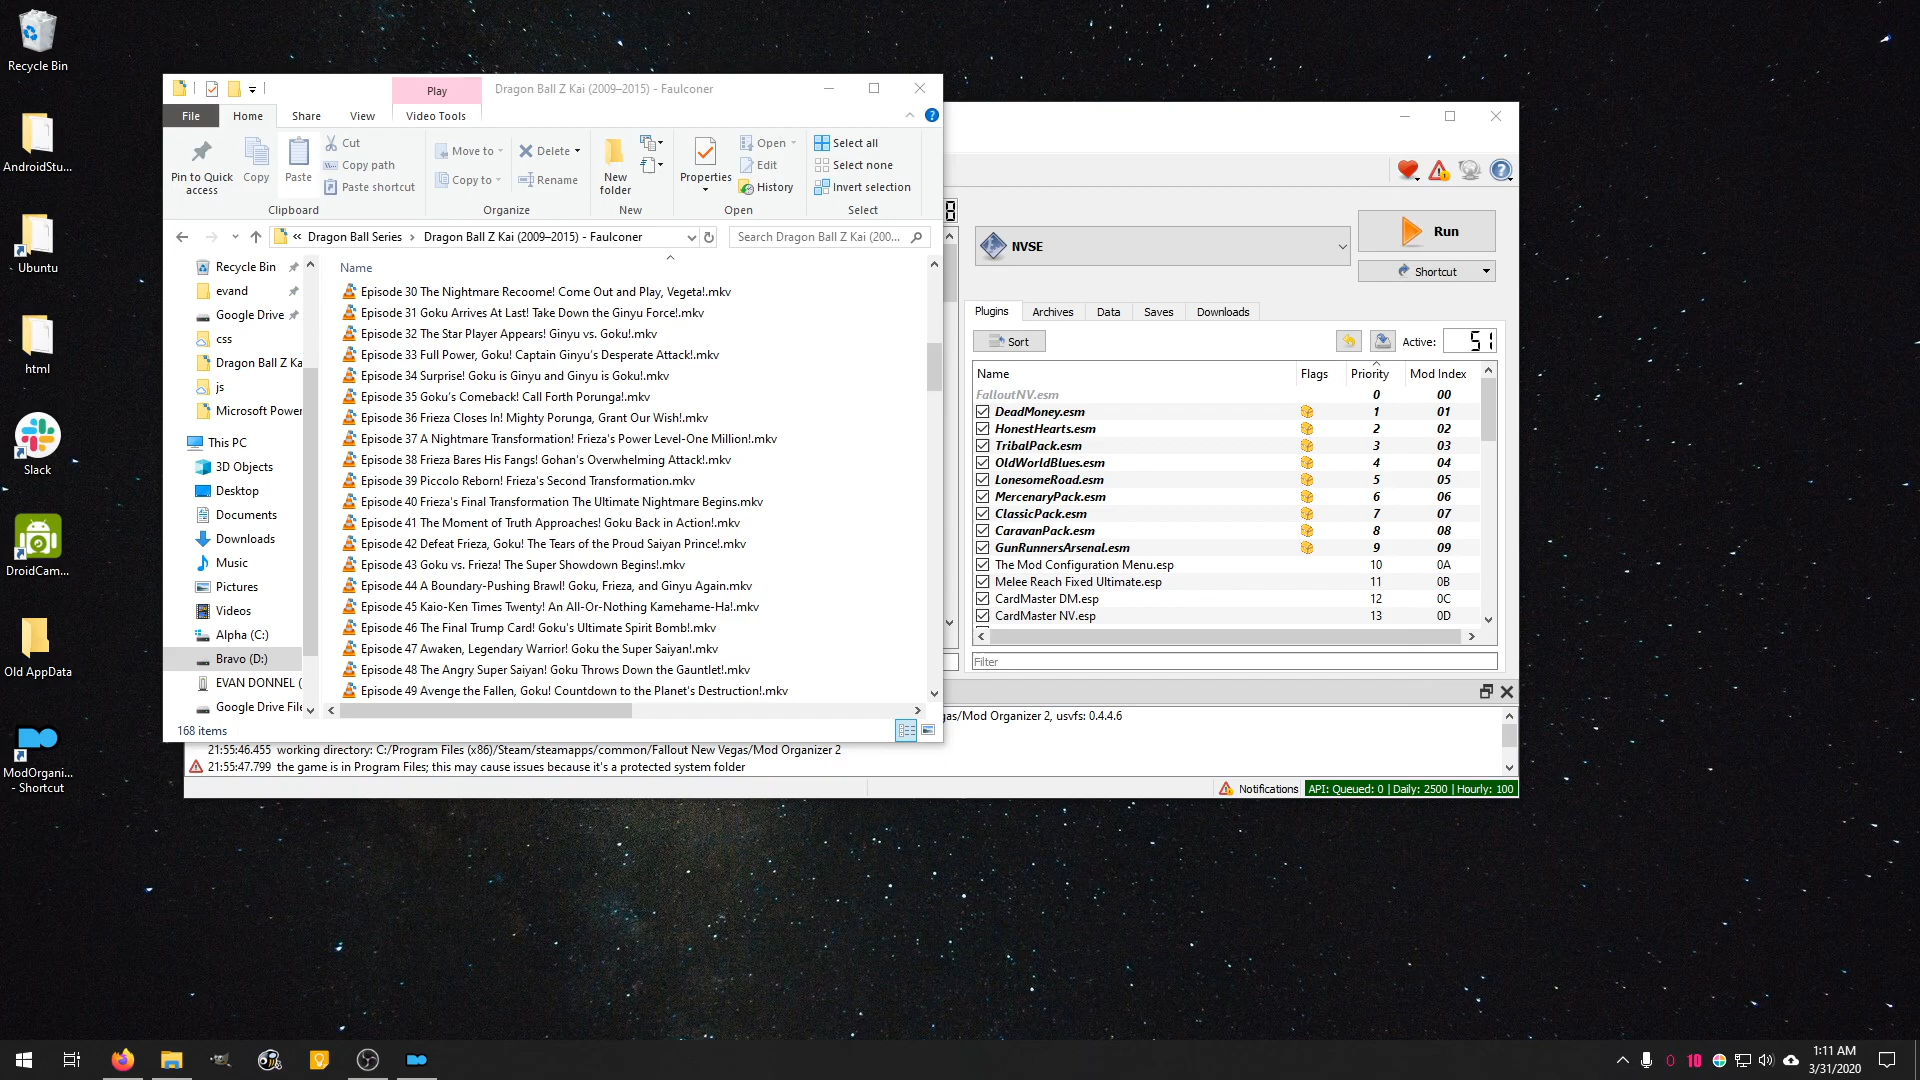 Recycle Bin
AndroidStu...
Ubuntu
html
Slack
DroidCam...
Old AppData
ModOrgani...
- Shortcut
Play
Dragon Ball Z Kai (2009–2015) - Faulconer
File
Home
Share
View
Video Tools
Pin to Quick
access
Copy
Paste
Cut
Copy path
Paste shortcut
Clipboard
Move to
Copy to
Delete
Rename
Organize
New
folder
New
Properties
Open
Edit
History
Open
Select all
Select none
Invert selection
Select
« Dragon Ball Series > Dragon Ball Z Kai (2009–2015) - Faulconer
Search Dragon Ball Z Kai (200...
Recycle Bin
evand
Google Drive
css
Dragon Ball Z Ka
js
Microsoft Power
This PC
3D Objects
Desktop
Documents
Downloads
Music
Pictures
Videos
Alpha (C:)
Bravo (D:)
EVAN DONNEL (
Google Drive File
Name
Episode 30 The Nightmare Recoome! Come Out and Play, Vegeta!.mkv
Episode 31 Goku Arrives At Last! Take Down the Ginyu Force!.mkv
Episode 32 The Star Player Appears! Ginyu vs. Goku!.mkv
Episode 33 Full Power, Goku! Captain Ginyu's Desperate Attack!.mkv
Episode 34 Surprise! Goku is Ginyu and Ginyu is Goku!.mkv
Episode 35 Goku's Comeback! Call Forth Porunga!.mkv
Episode 36 Frieza Closes In! Mighty Porunga, Grant Our Wish!.mkv
Episode 37 A Nightmare Transformation! Frieza's Power Level-One Million!.mkv
Episode 38 Frieza Bares His Fangs! Gohan's Overwhelming Attack!.mkv
Episode 39 Piccolo Reborn! Frieza's Second Transformation.mkv
Episode 40 Frieza's Final Transformation The Ultimate Nightmare Begins.mkv
Episode 41 The Moment of Truth Approaches! Goku Back in Action!.mkv
Episode 42 Defeat Frieza, Goku! The Tears of the Proud Saiyan Prince!.mkv
Episode 43 Goku vs. Frieza! The Super Showdown Begins!.mkv
Episode 44 A Boundary-Pushing Brawl! Goku, Frieza, and Ginyu Again.mkv
Episode 45 Kaio-Ken Times Twenty! An All-Or-Nothing Kamehame-Ha!.mkv
Episode 46 The Final Trump Card! Goku's Ultimate Spirit Bomb!.mkv
Episode 47 Awaken, Legendary Warrior! Goku the Super Saiyan!.mkv
Episode 48 The Angry Super Saiyan! Goku Throws Down the Gauntlet!.mkv
Episode 49 Avenge the Fallen, Goku! Countdown to the Planet's Destruction!.mkv
168 items
8
NVSE
Run
Shortcut
Plugins
Archives
Data
Saves
Downloads
Sort
Active: 51
Name Flags Priority Mod Index
FalloutNV.esm 0 00
DeadMoney.esm 1 01
HonestHearts.esm 2 02
TribalPack.esm 3 03
OldWorldBlues.esm 4 04
LonesomeRoad.esm 5 05
MercenaryPack.esm 6 06
ClassicPack.esm 7 07
CaravanPack.esm 8 08
GunRunnersArsenal.esm 9 09
The Mod Configuration Menu.esp 10 0A
Melee Reach Fixed Ultimate.esp 11 0B
CardMaster DM.esp 12 0C
CardMaster NV.esp 13 0D
Filter
gas/Mod Organizer 2, usvfs: 0.4.4.6
21:55:46.455 working directory: C:/Program Files (x86)/Steam/steamapps/common/Fallout New Vegas/Mod Organizer 2
21:55:47.799 the game is in Program Files; this may cause issues because it's a protected system folder
Notifications
API: Queued: 0 | Daily: 2500 | Hourly: 100
0
10
1:11 AM
3/31/2020